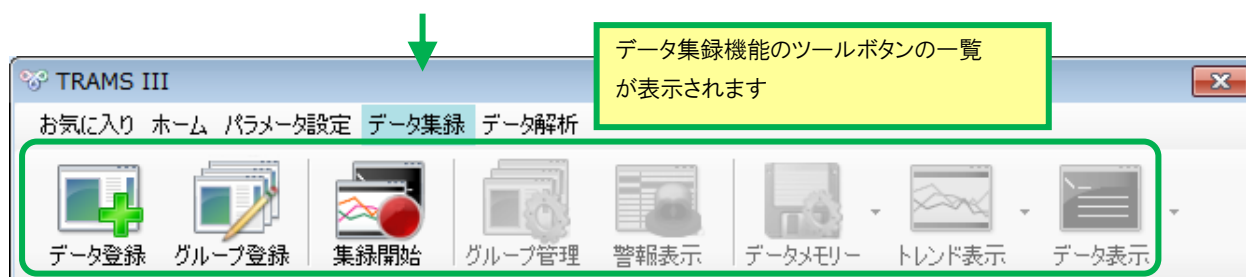 データ集録機能のツールボタンの一覧
が表示されます
TRAMS III
お気に入り ホーム パラメータ設定 データ集録 データ解析
データ登録 グループ登録 集録開始 グループ管理 警報表示 データメモリー トレンド表示 データ表示